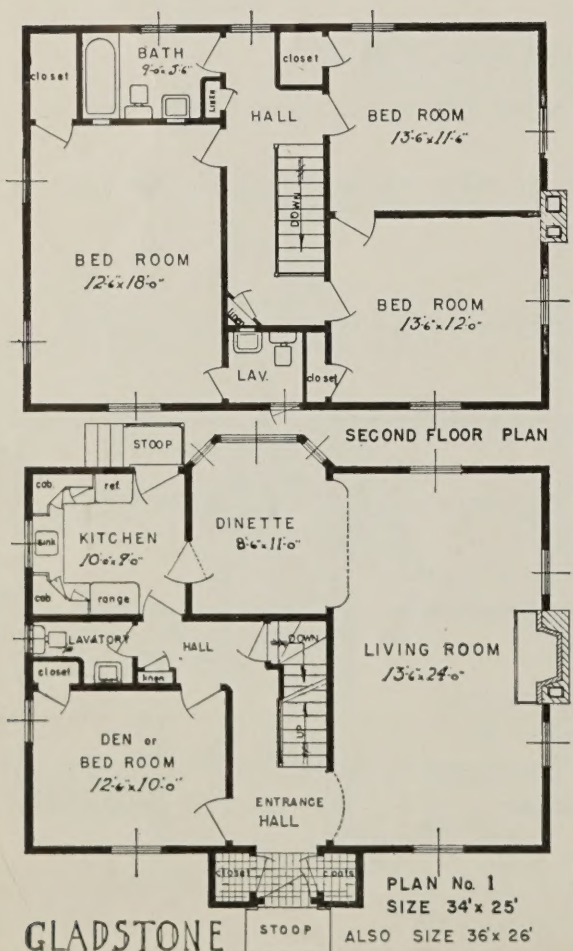 BATH
9'-0" x 5'-6"
closet
closet
Linen
HALL
BED ROOM
13'-6" x 11'-6"
DOWN
BED ROOM
12'-6" x 18'-0"
BED ROOM
13'-6" x 12'-0"
Linen
LAV.
closet
SECOND FLOOR PLAN
STOOP
cab.
ref.
KITCHEN
10'-0" x 9'-0"
sink
cab.
range
DINETTE
8'-6" x 11'-0"
LAVATORY
HALL
DOWN
closet
linen
LIVING ROOM
13'-6" x 24'-0"
UP
DEN or
BED ROOM
12'-6" x 10'-0"
ENTRANCE
HALL
closet
coats
STOOP
PLAN No. 1
SIZE 34' x 25'
ALSO SIZE 36' x 26'
GLADSTONE